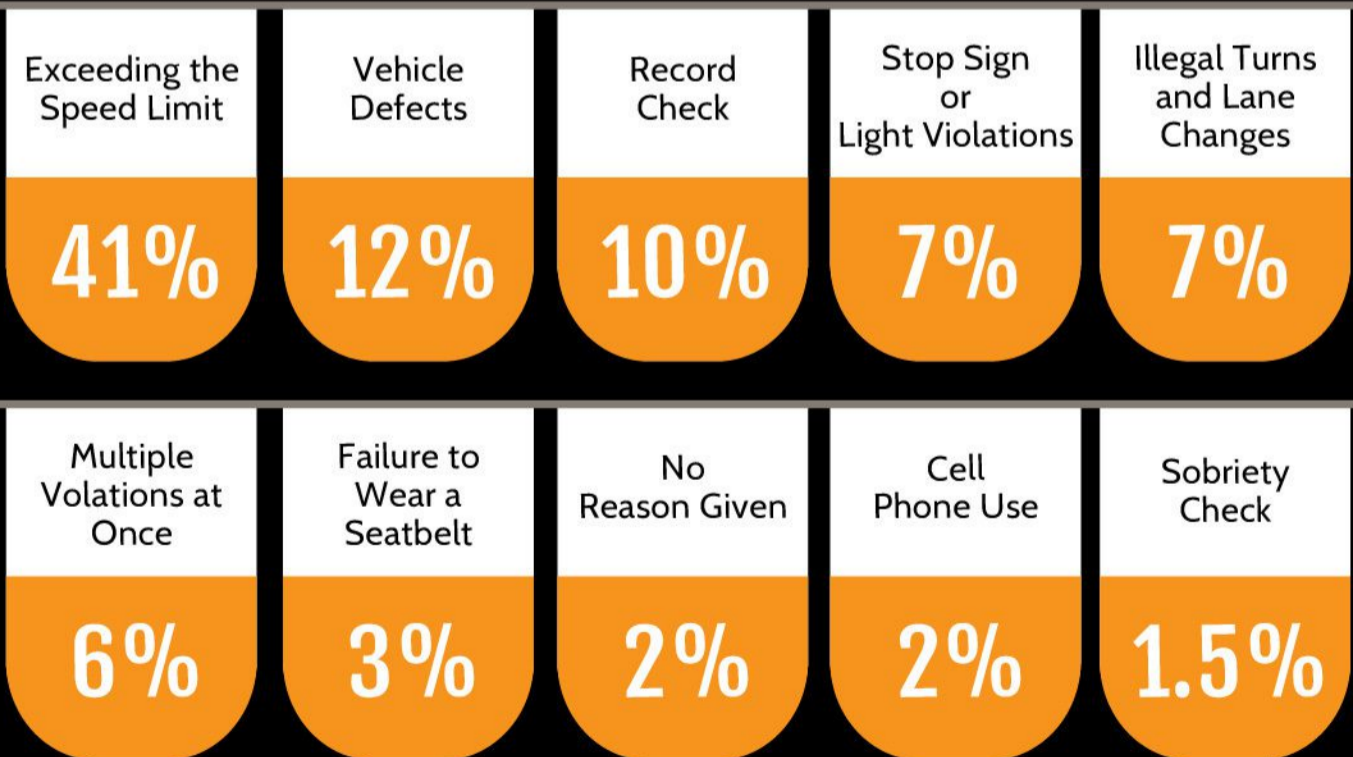 Exceeding the
Speed Limit
41%
Vehicle
Defects
12%
Record
Check
10%
Stop Sign
or
Light Violations
7%
Illegal Turns
and Lane
Changes
7%
Multiple
Volations at
Once
6%
Failure to
Wear a
Seatbelt
3%
No
Reason Given
2%
Cell
Phone Use
2%
Sobriety
Check
1.5%